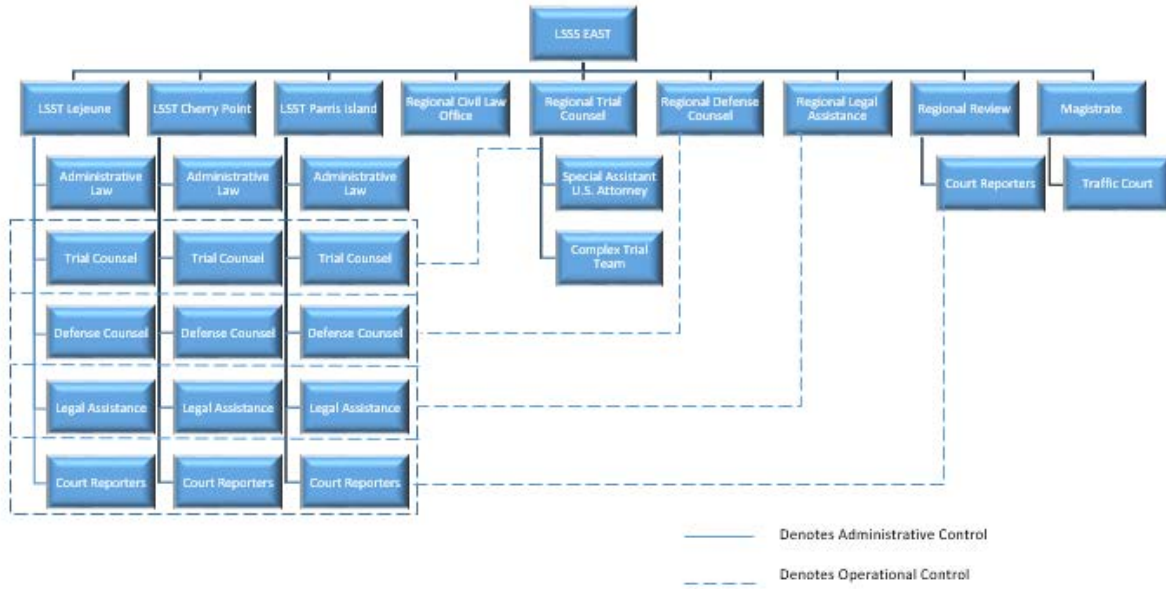 LSSS EAST
LSST Lejeune
LSST Cherry Point
LSST Parris Island
Regional Civil Law
Office
Regional Trial
Counsel
Regional Defense
Counsel
Regional Legal
Assistance
Regional Review
Magistrate
Administrative
Law
Administrative
Law
Administrative
Law
Special Assistant
U.S. Attorney
Court Reporters
Traffic Court
Trial Counsel
Trial Counsel
Trial Counsel
Complex Trial
Team
Defense Counsel
Defense Counsel
Defense Counsel
Legal Assistance
Legal Assistance
Legal Assistance
Court Reporters
Court Reporters
Court Reporters
Denotes Administrative Control
Denotes Operational Control